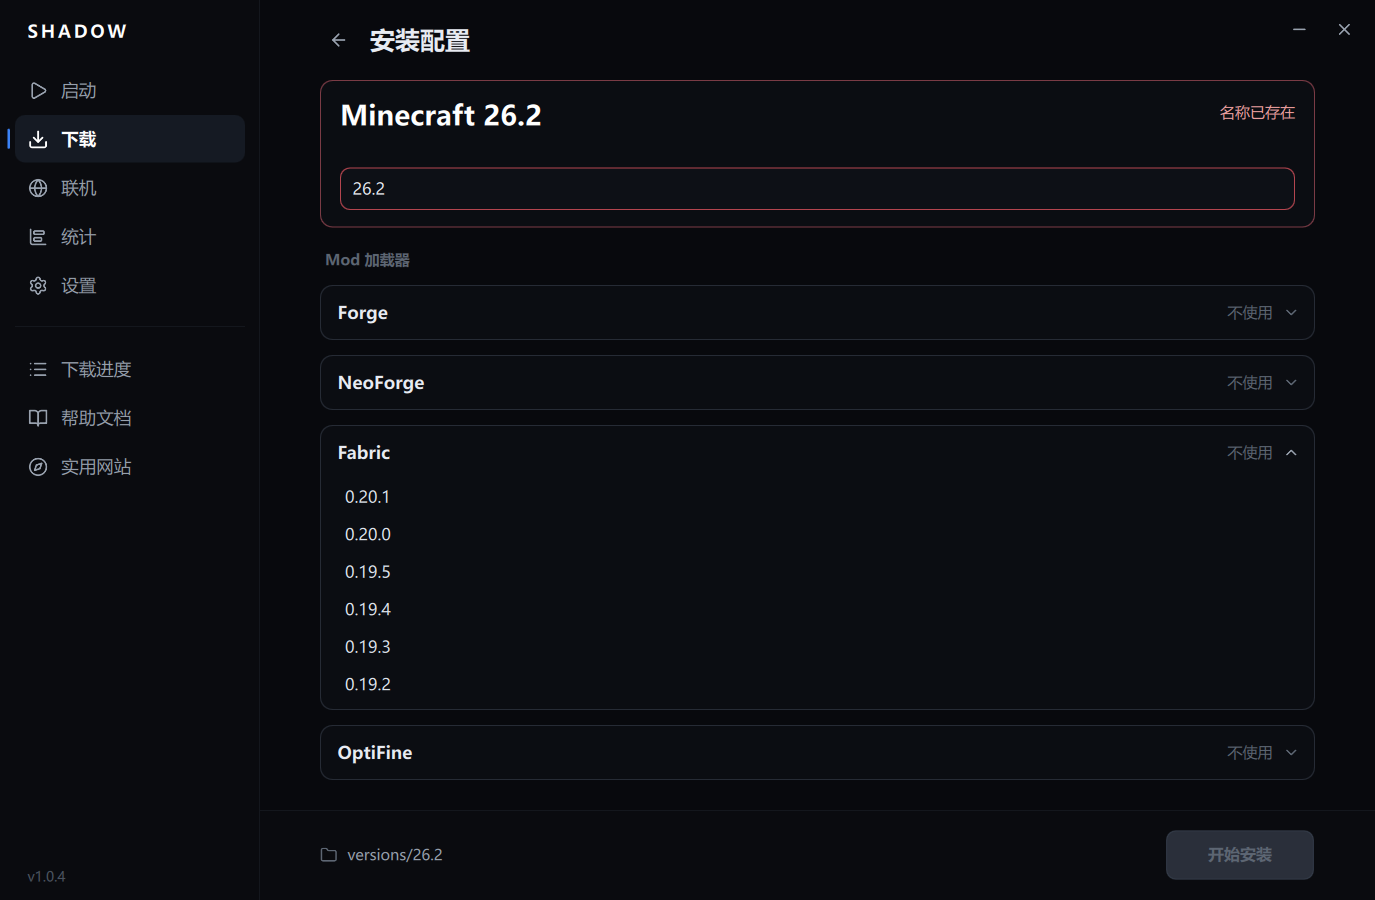 SHADOW
启动
下载
联机
统计
设置
下载进度
帮助文档
实用网站
v1.0.4
安装配置
Minecraft 26.2
名称已存在
26.2
Mod 加载器
Forge
不使用
NeoForge
不使用
Fabric
不使用
0.20.1
0.20.0
0.19.5
0.19.4
0.19.3
0.19.2
OptiFine
不使用
versions/26.2
开始安装